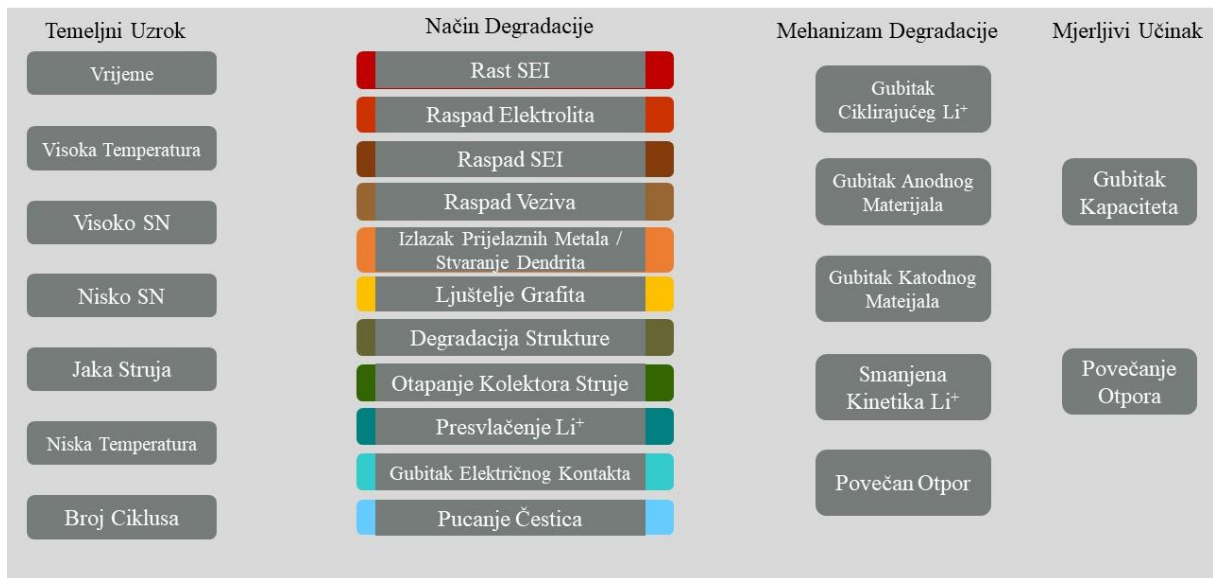 Temeljni Uzrok
Vrijeme
Visoka Temperatura
Visoko SN
Nisko SN
Jaka Struja
Niska Temperatura
Broj Ciklusa
Način Degradacije
Rast SEI
Raspad Elektrolita
Raspad SEI
Raspad Veziva
Izlazak Prijelaznih Metala /
Stvaranje Dendrita
Ljuštelje Grafita
Degradacija Strukture
Otapanje Kolektora Struje
Presvlačenje Li⁺
Gubitak Električnog Kontakta
Pucanje Čestica
Mehanizam Degradacije
Gubitak
Ciklirajućeg Li⁺
Gubitak Anodnog
Materijala
Gubitak Katodnog
Mateijala
Smanjena
Kinetika Li⁺
Povečan Otpor
Mjerljivi Učinak
Gubitak
Kapaciteta
Povečanje
Otpora